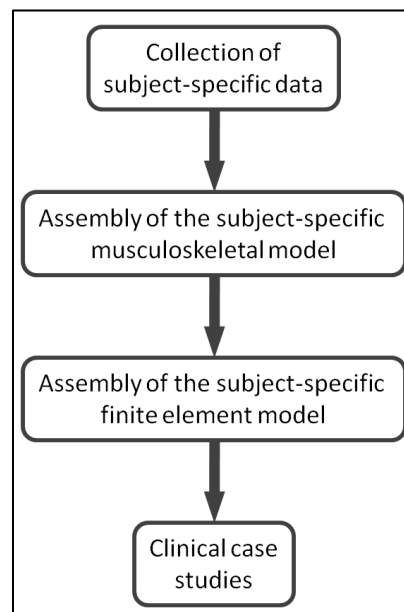 Collection of
subject-specific data
Assembly of the subject-specific
musculoskeletal model
Assembly of the subject-specific
finite element model
Clinical case
studies